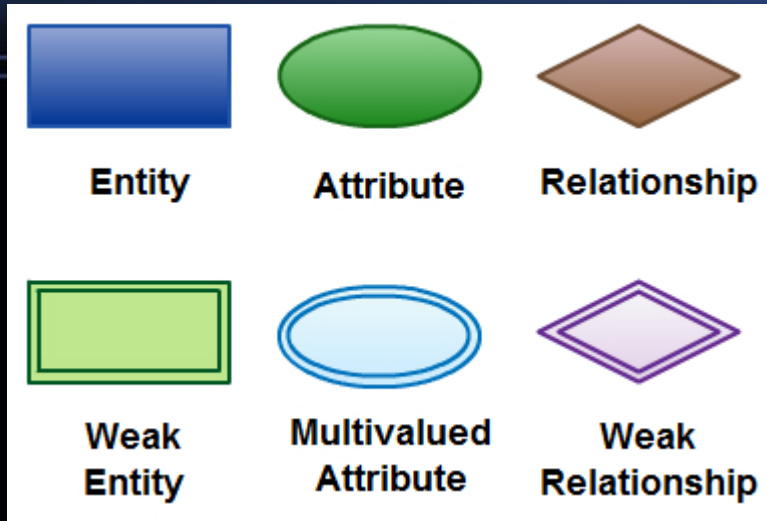 Entity
Attribute
Relationship
Weak
Entity
Multivalued
Attribute
Weak
Relationship